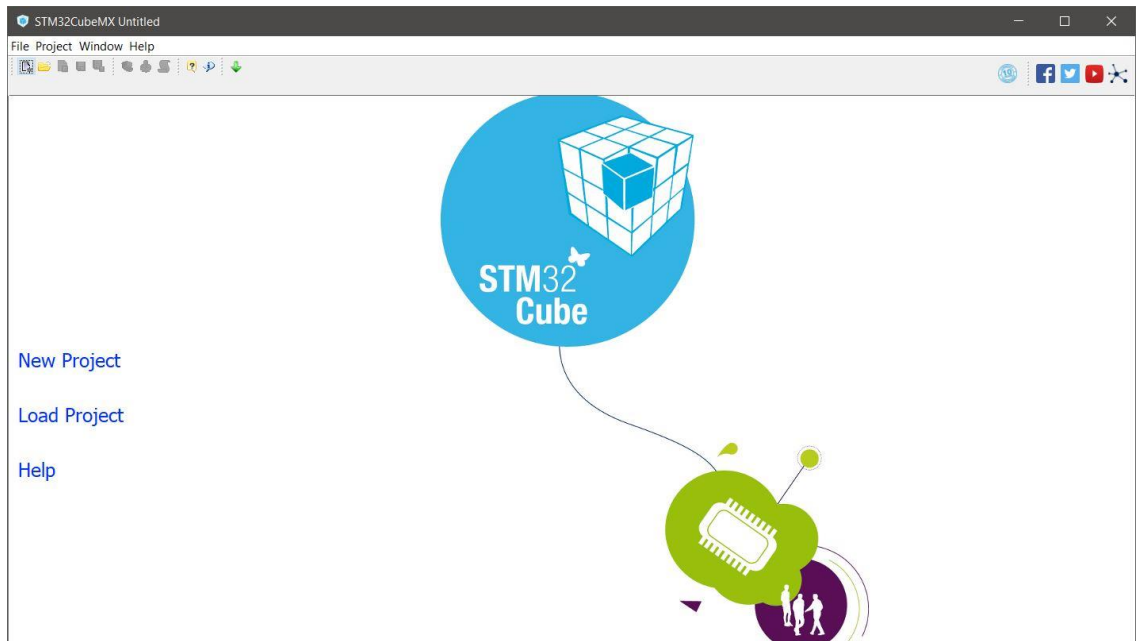 STM32CubeMX Untitled
File Project Window Help
STM32
Cube
New Project
Load Project
Help